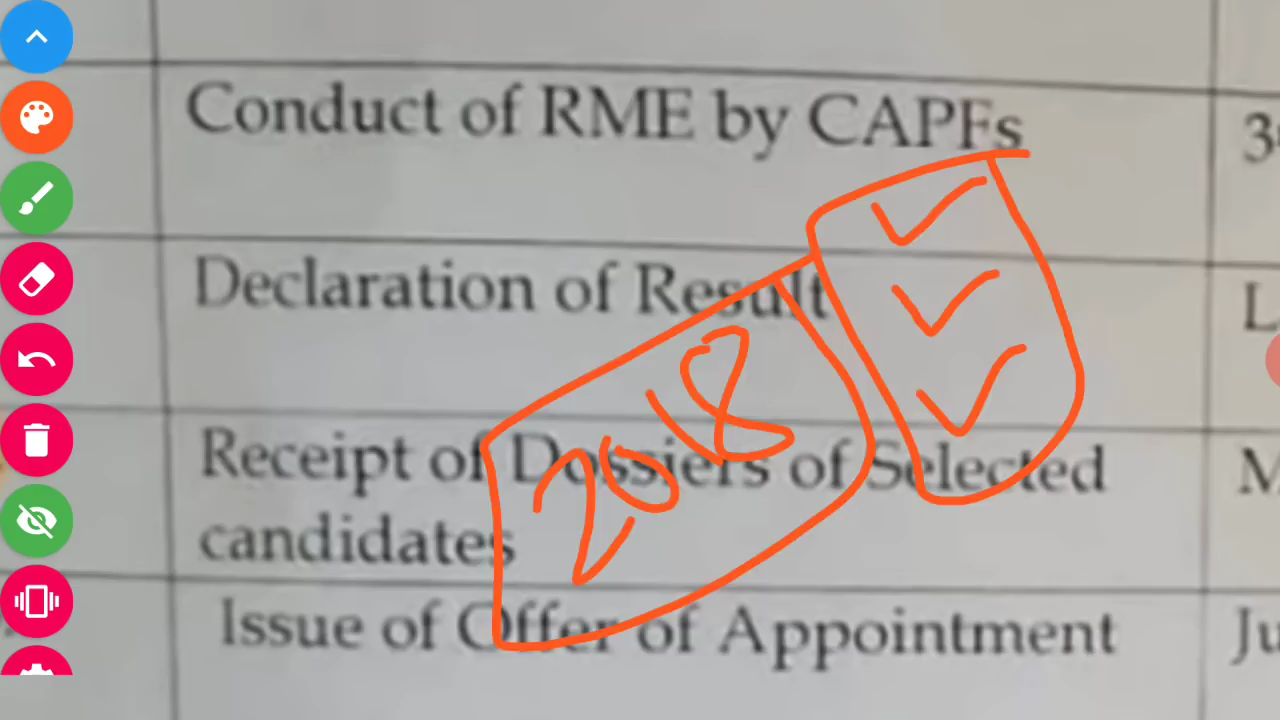 Conduct of RME by CAPFs
Declaration of Result
2018
Receipt of Dossiers of Selected
candidates
Issue of Offer of Appointment